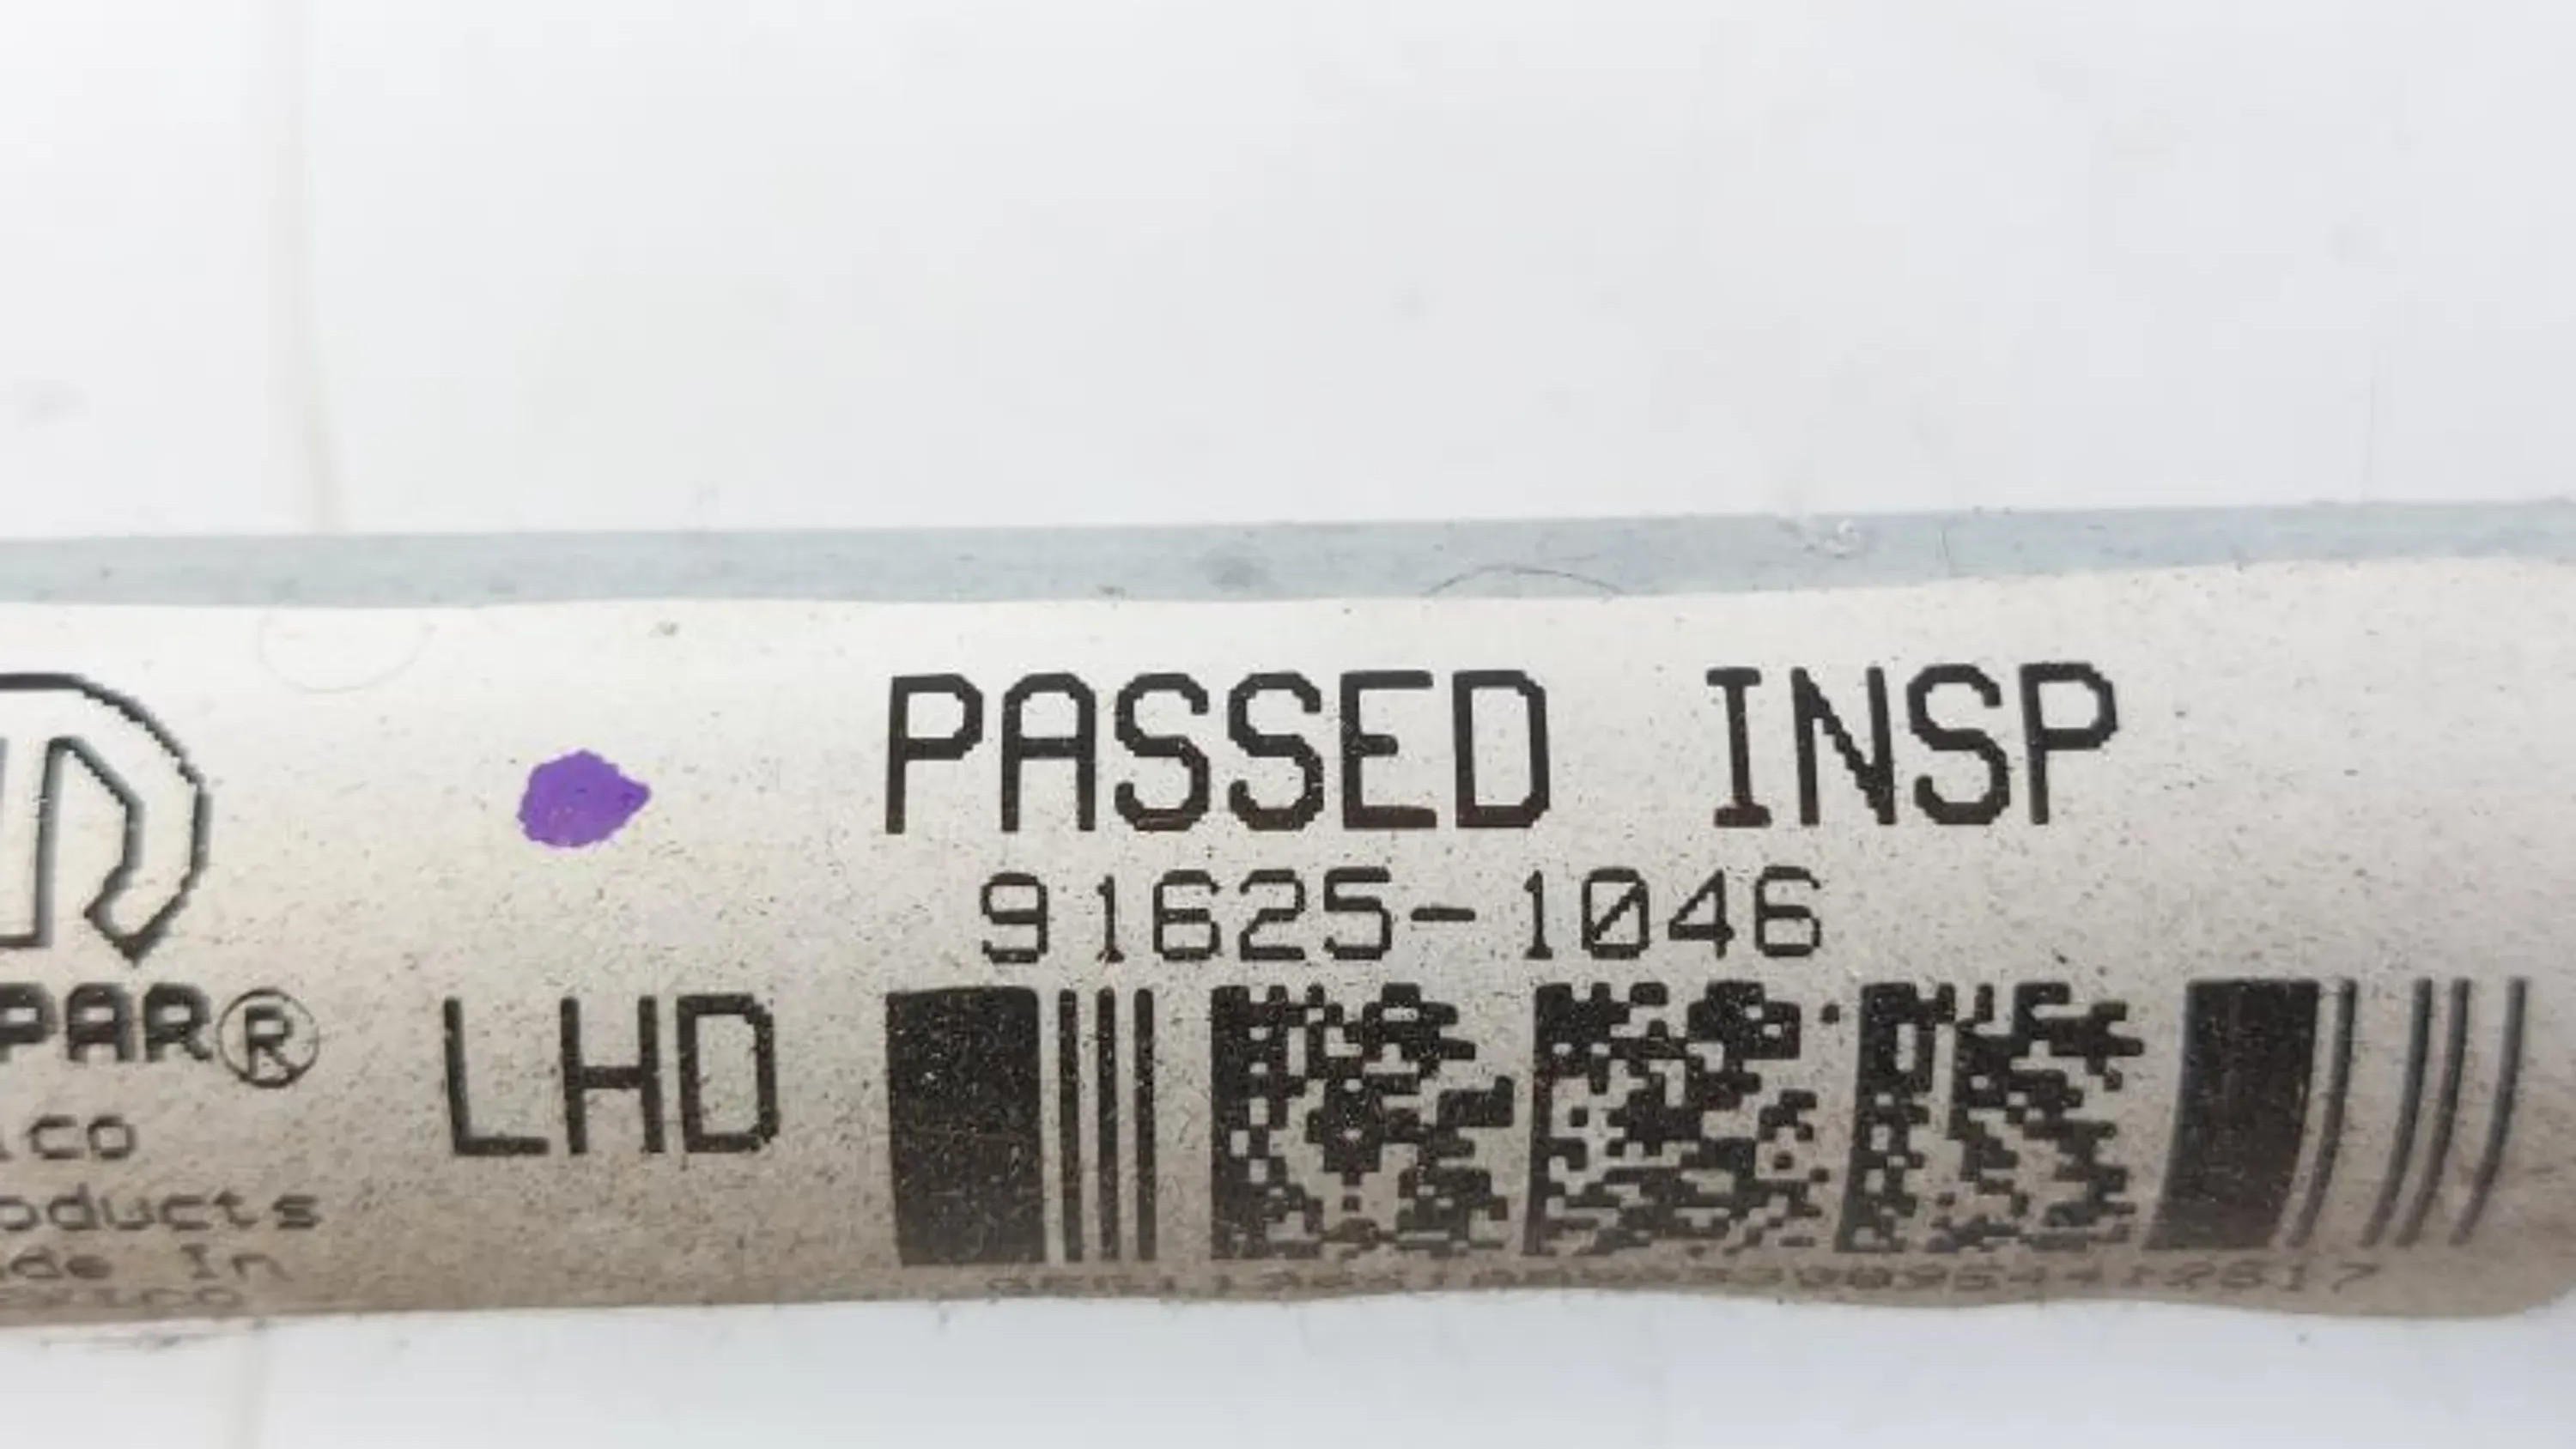 PASSED INSP
91625-1046
PAR®
LHD
ico
oducts
de In